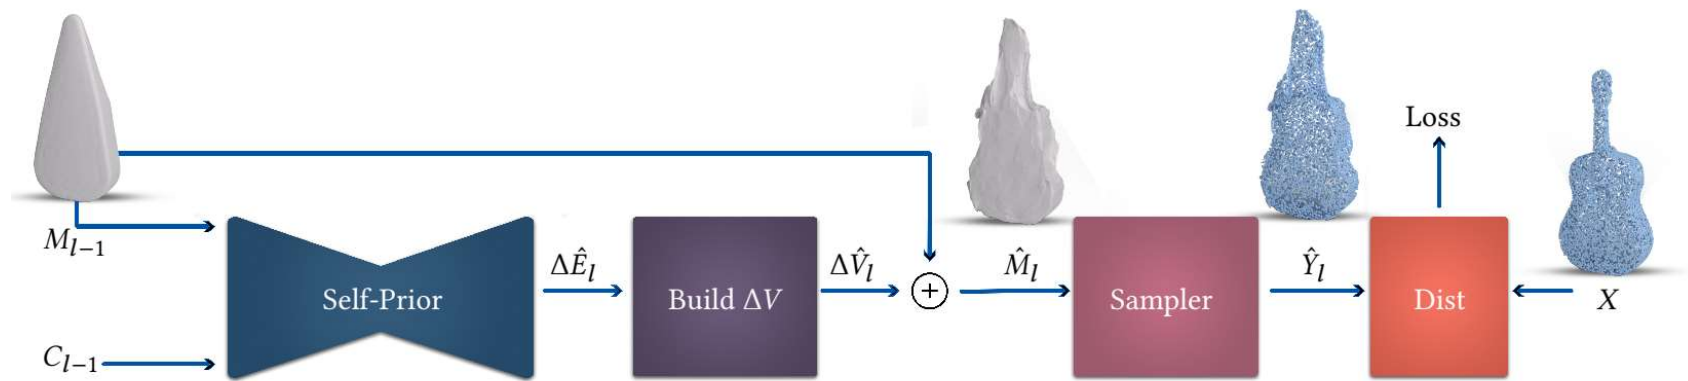 Loss
M_{l−1}
ΔÊ_l
ΔV̂_l
M̂_l
Ŷ_l
+
Self-Prior
Build ΔV
Sampler
Dist
X
C_{l−1}